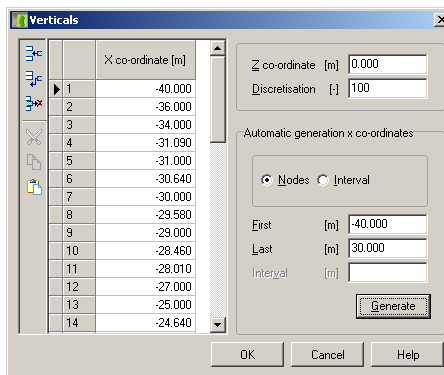 Verticals
X co-ordinate [m]
1 -40.000
2 -36.000
3 -34.000
4 -31.090
5 -31.000
6 -30.640
7 -30.000
8 -29.580
9 -29.000
10 -28.460
11 -28.010
12 -27.000
13 -25.000
14 -24.640
Z co-ordinate [m] 0.000
Discretisation [-] 100
Automatic generation x co-ordinates
Nodes Interval
First [m] -40.000
Last [m] 30.000
Interval [m]
Generate
OK Cancel Help